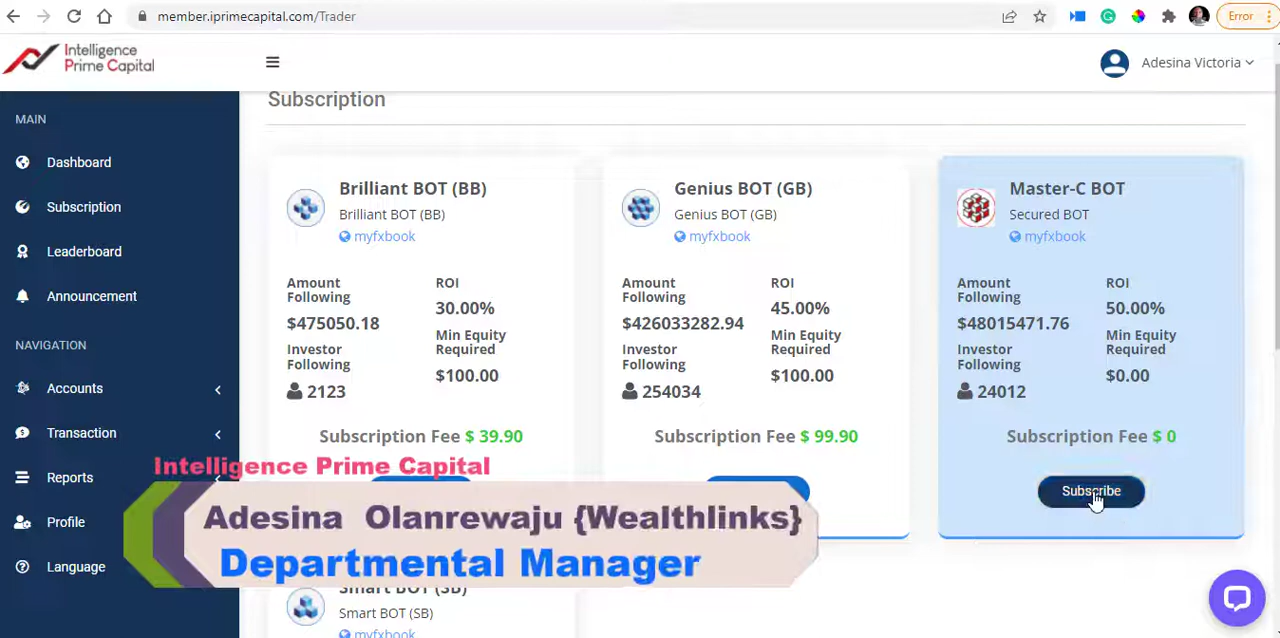 member.iprimecapital.com/Trader
Error
Intelligence
Prime Capital
Adesina Victoria
MAIN
Dashboard
Subscription
Leaderboard
Announcement
NAVIGATION
Accounts
Transaction
Reports
Profile
Language
Subscription
Brilliant BOT (BB)
Brilliant BOT (BB)
myfxbook
Amount
Following
$475050.18
Investor
Following
2123
ROI
30.00%
Min Equity
Required
$100.00
Subscription Fee $ 39.90
Genius BOT (GB)
Genius BOT (GB)
myfxbook
Amount
Following
$426033282.94
Investor
Following
254034
ROI
45.00%
Min Equity
Required
$100.00
Subscription Fee $ 99.90
Master-C BOT
Secured BOT
myfxbook
Amount
Following
$48015471.76
Investor
Following
24012
ROI
50.00%
Min Equity
Required
$0.00
Subscription Fee $ 0
Subscribe
Intelligence Prime Capital
Adesina Olanrewaju {Wealthlinks}
Departmental Manager
Smart BOT (SB)
Smart BOT (SB)
myfxbook